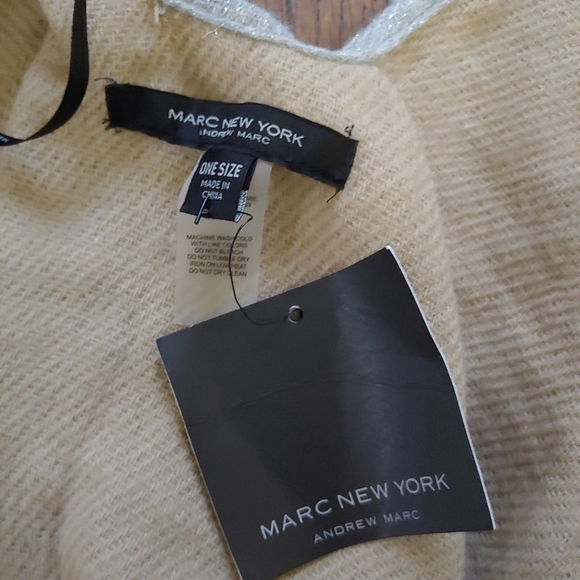 MARC NEW YORK
ANDREW MARC
ONE SIZE
MADE IN
CHINA
MACHINE WASH COLD
WITH LIKE COLORS
DO NOT BLEACH
DO NOT TUMBLE DRY
IRON ON LOW HEAT
DO NOT DRY CLEAN
MARC NEW YORK
ANDREW MARC